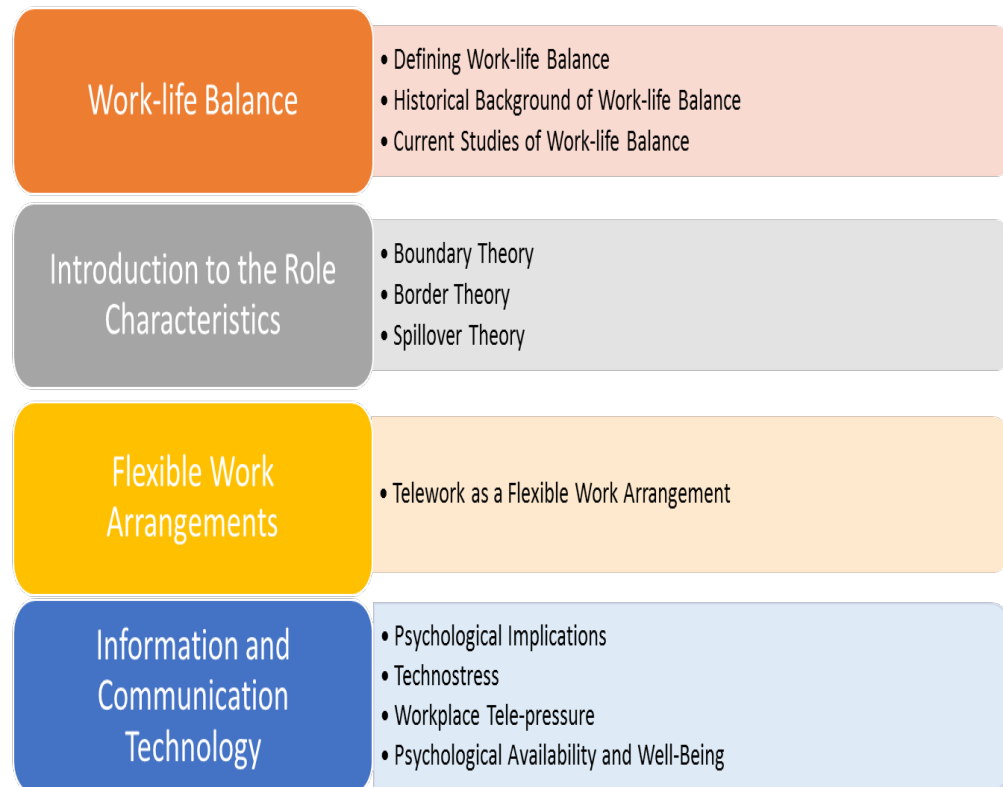 Work-life Balance
• Defining Work-life Balance
• Historical Background of Work-life Balance
• Current Studies of Work-life Balance
Introduction to the Role
Characteristics
• Boundary Theory
• Border Theory
• Spillover Theory
Flexible Work
Arrangements
• Telework as a Flexible Work Arrangement
Information and
Communication
Technology
• Psychological Implications
• Technostress
• Workplace Tele-pressure
• Psychological Availability and Well-Being